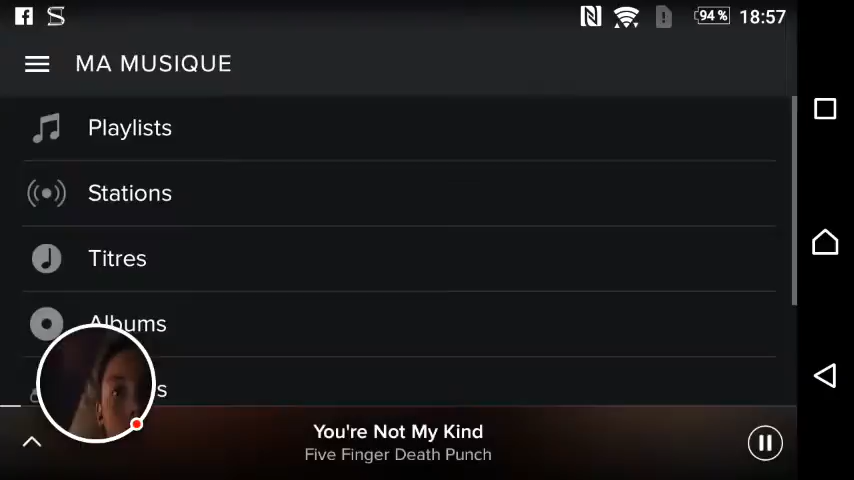 94 % 18:57
MA MUSIQUE
Playlists
Stations
Titres
Albums
s
You're Not My Kind
Five Finger Death Punch